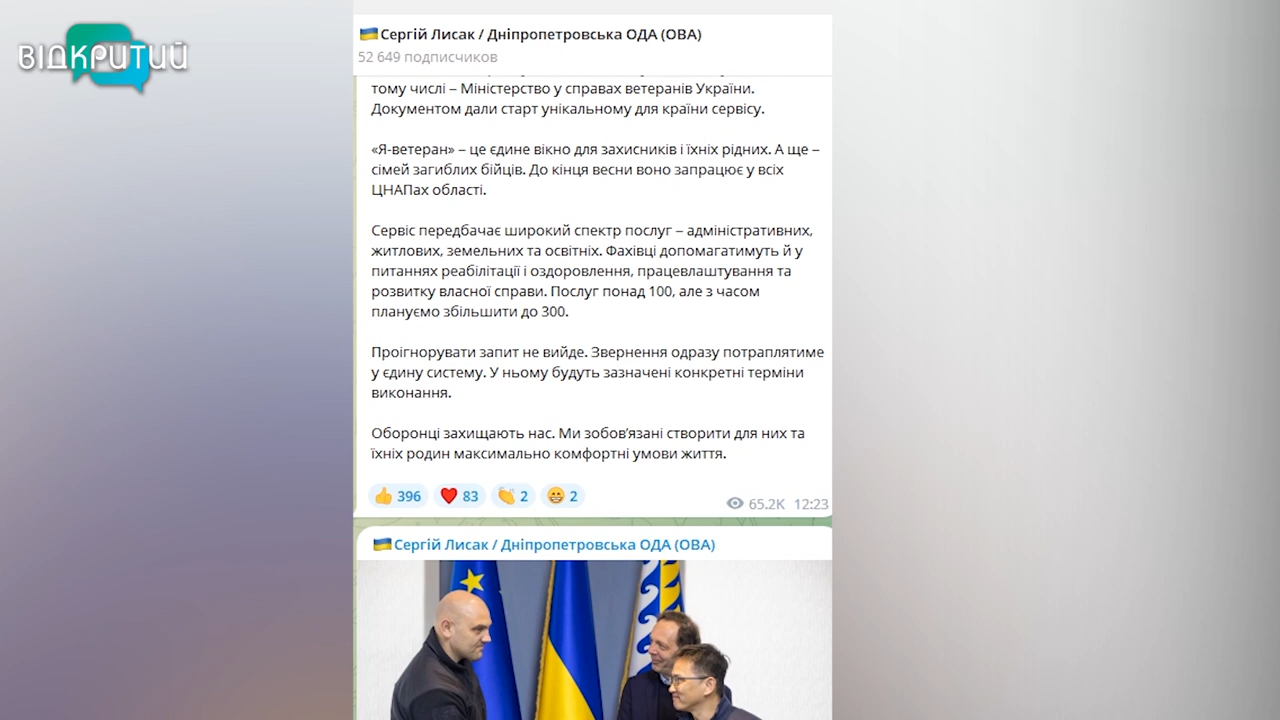 ВІДКРИТИЙ
Сергій Лисак / Дніпропетровська ОДА (ОВА)
52 649 подписчиков
тому числі – Міністерство у справах ветеранів України.
Документом дали старт унікальному для країни сервісу.
«Я-ветеран» – це єдине вікно для захисників і їхніх рідних. А ще –
сімей загиблих бійців. До кінця весни воно запрацює у всіх
ЦНАПах області.
Сервіс передбачає широкий спектр послуг – адміністративних,
житлових, земельних та освітніх. Фахівці допомагатимуть й у
питаннях реабілітації і оздоровлення, працевлаштування та
розвитку власної справи. Послуг понад 100, але з часом
плануємо збільшити до 300.
Проігнорувати запит не вийде. Звернення одразу потраплятиме
у єдину систему. У ньому будуть зазначені конкретні терміни
виконання.
Оборонці захищають нас. Ми зобов’язані створити для них та
їхніх родин максимально комфортні умови життя.
396 83 2 2
65.2K 12:23
Сергій Лисак / Дніпропетровська ОДА (ОВА)